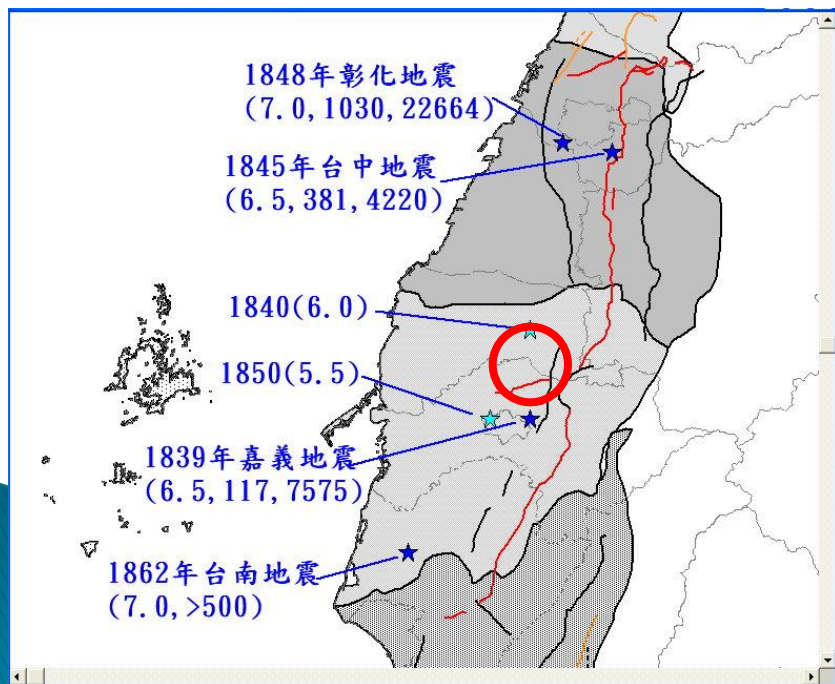 1848年彰化地震
(7.0,1030,22664)
1845年台中地震
(6.5,381,4220)
1840(6.0)
1850(5.5)
1839年嘉義地震
(6.5,117,7575)
1862年台南地震
(7.0,>500)